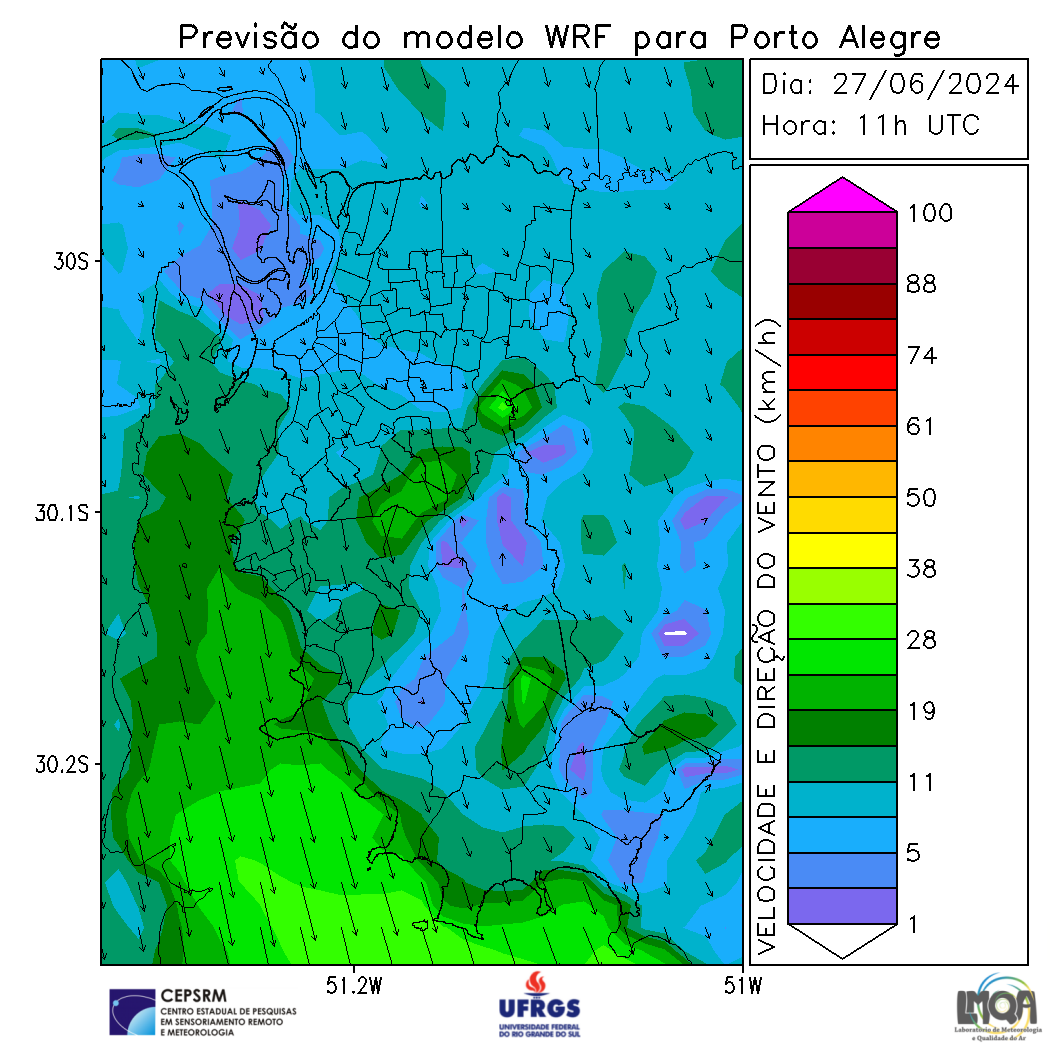 Previsão do modelo WRF para Porto Alegre
Dia: 27/06/2024
Hora: 11h UTC
30S
30.1S
30.2S
51.2W
51W
VELOCIDADE E DIREÇÃO DO VENTO (km/h)
100
88
74
61
50
38
28
19
11
5
1
CEPSRM
CENTRO ESTADUAL DE PESQUISAS
EM SENSORIAMENTO REMOTO
E METEOROLOGIA
UFRGS
UNIVERSIDADE FEDERAL
DO RIO GRANDE DO SUL
LMQA
Laboratório de Meteorologia
e Qualidade do Ar